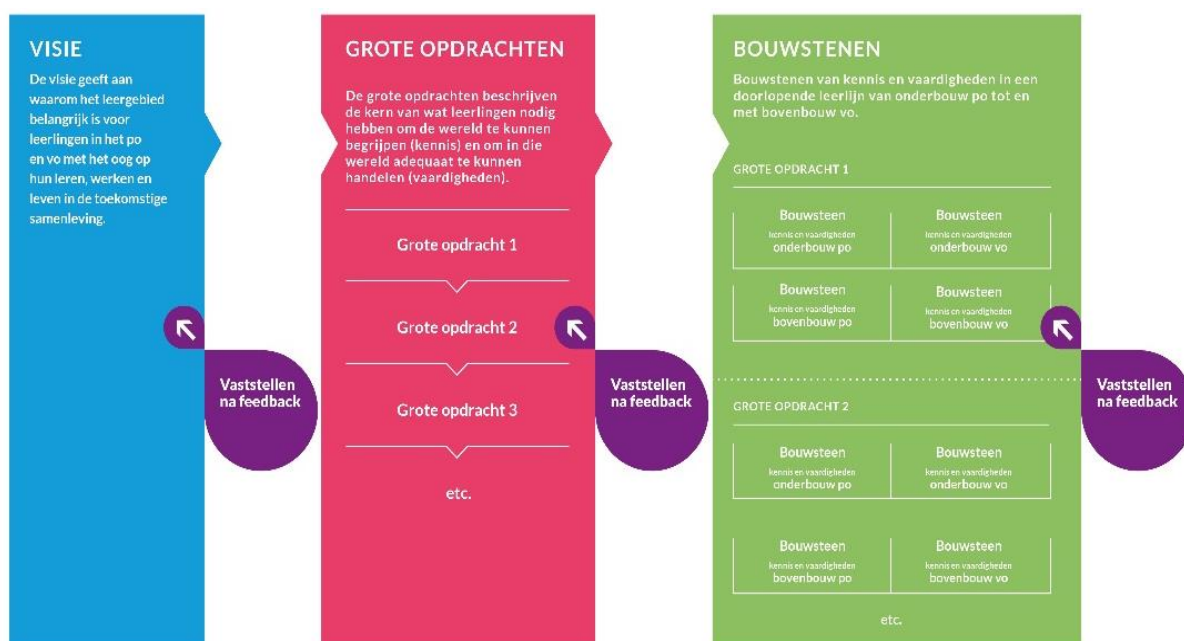 VISIE
De visie geeft aan
waarom het leergebied
belangrijk is voor
leerlingen in het po
en vo met het oog op
hun leren, werken en
leven in de toekomstige
samenleving.
Vaststellen
na feedback
GROTE OPDRACHTEN
De grote opdrachten beschrijven
de kern van wat leerlingen nodig
hebben om de wereld te kunnen
begrijpen (kennis) en om in die
wereld adequaat te kunnen
handelen (vaardigheden).
Grote opdracht 1
Grote opdracht 2
Grote opdracht 3
etc.
Vaststellen
na feedback
BOUWSTENEN
Bouwstenen van kennis en vaardigheden in een
doorlopende leerlijn van onderbouw po tot en
met bovenbouw vo.
GROTE OPDRACHT 1
Bouwsteen
kennis en vaardigheden
onderbouw po
Bouwsteen
kennis en vaardigheden
onderbouw vo
Bouwsteen
kennis en vaardigheden
bovenbouw po
Bouwsteen
kennis en vaardigheden
bovenbouw vo
GROTE OPDRACHT 2
Bouwsteen
kennis en vaardigheden
onderbouw po
Bouwsteen
kennis en vaardigheden
onderbouw vo
Bouwsteen
kennis en vaardigheden
bovenbouw po
Bouwsteen
kennis en vaardigheden
bovenbouw vo
etc.
Vaststellen
na feedback